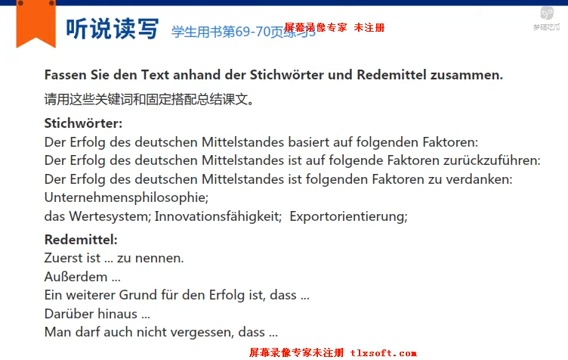 听说读写 学生用书第69-70页练习3
屏幕录像专家 未注册
Fassen Sie den Text anhand der Stichwörter und Redemittel zusammen.
请用这些关键词和固定搭配总结课文。
Stichwörter:
Der Erfolg des deutschen Mittelstandes basiert auf folgenden Faktoren:
Der Erfolg des deutschen Mittelstandes ist auf folgende Faktoren zurückzuführen:
Der Erfolg des deutschen Mittelstandes ist folgenden Faktoren zu verdanken:
Unternehmensphilosophie;
das Wertesystem; Innovationsfähigkeit; Exportorientierung;
Redemittel:
Zuerst ist ... zu nennen.
Außerdem ...
Ein weiterer Grund für den Erfolg ist, dass ...
Darüber hinaus ...
Man darf auch nicht vergessen, dass ...
屏幕录像专家未注册 tlxsoft.com